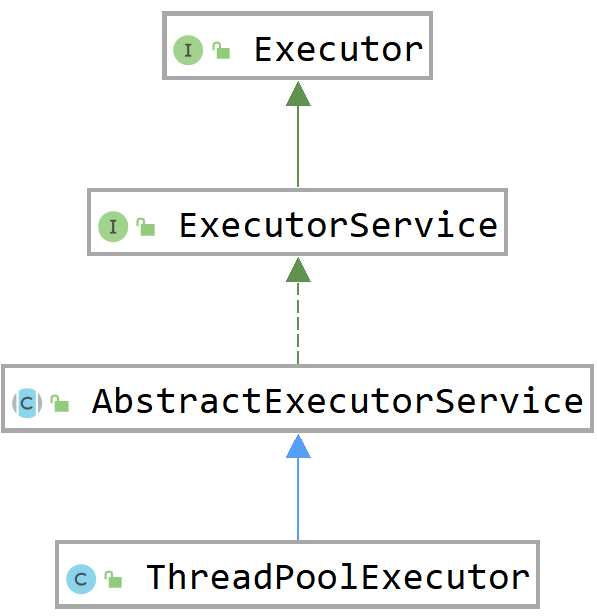 I Executor
I ExecutorService
C AbstractExecutorService
C ThreadPoolExecutor